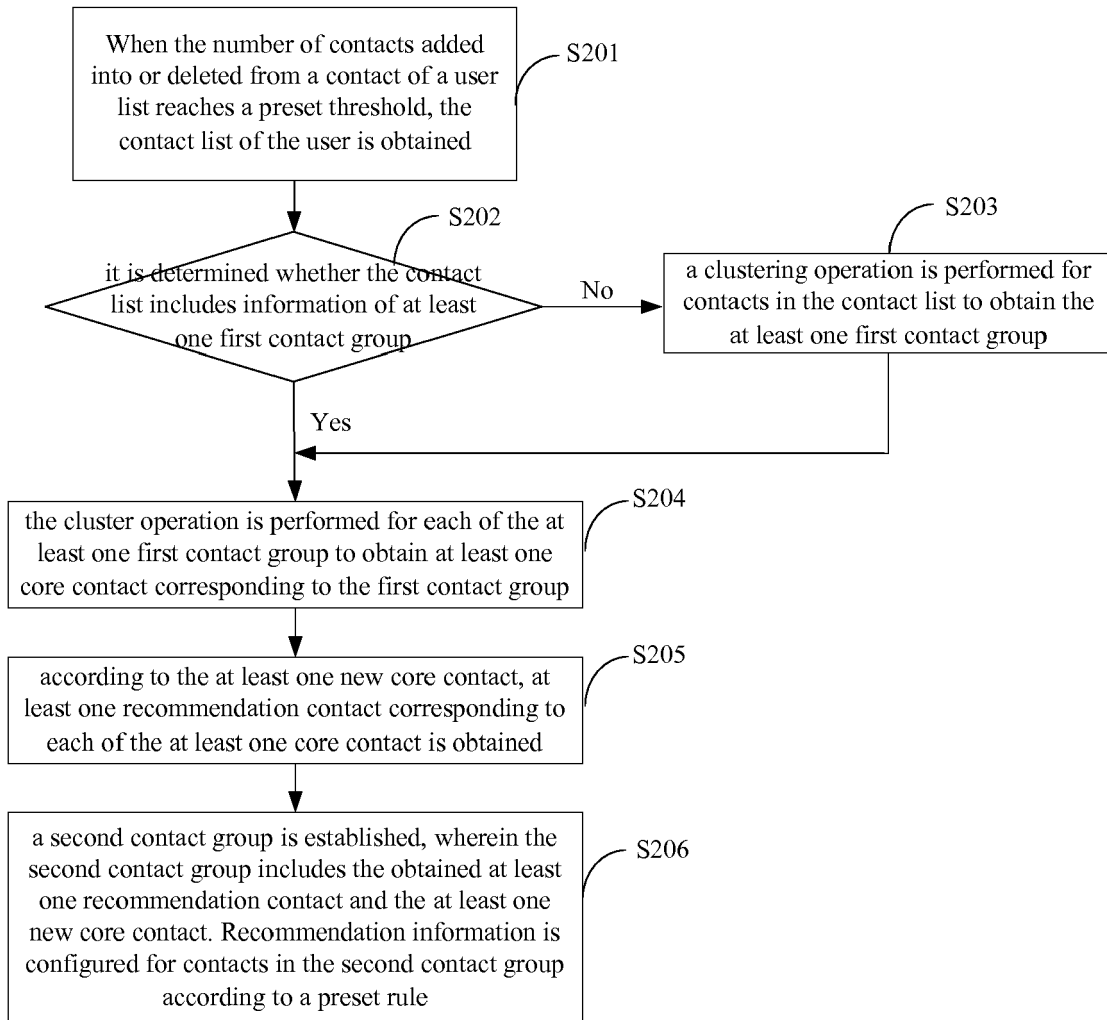 When the number of contacts added
into or deleted from a contact of a user
list reaches a preset threshold, the
contact list of the user is obtained
S201
S202
it is determined whether the contact
list includes information of at least
one first contact group
No
S203
a clustering operation is performed for
contacts in the contact list to obtain the
at least one first contact group
Yes
S204
the cluster operation is performed for each of the at
least one first contact group to obtain at least one
core contact corresponding to the first contact group
S205
according to the at least one new core contact, at
least one recommendation contact corresponding to
each of the at least one core contact is obtained
S206
a second contact group is established, wherein the
second contact group includes the obtained at least
one recommendation contact and the at least one
new core contact. Recommendation information is
configured for contacts in the second contact group
according to a preset rule